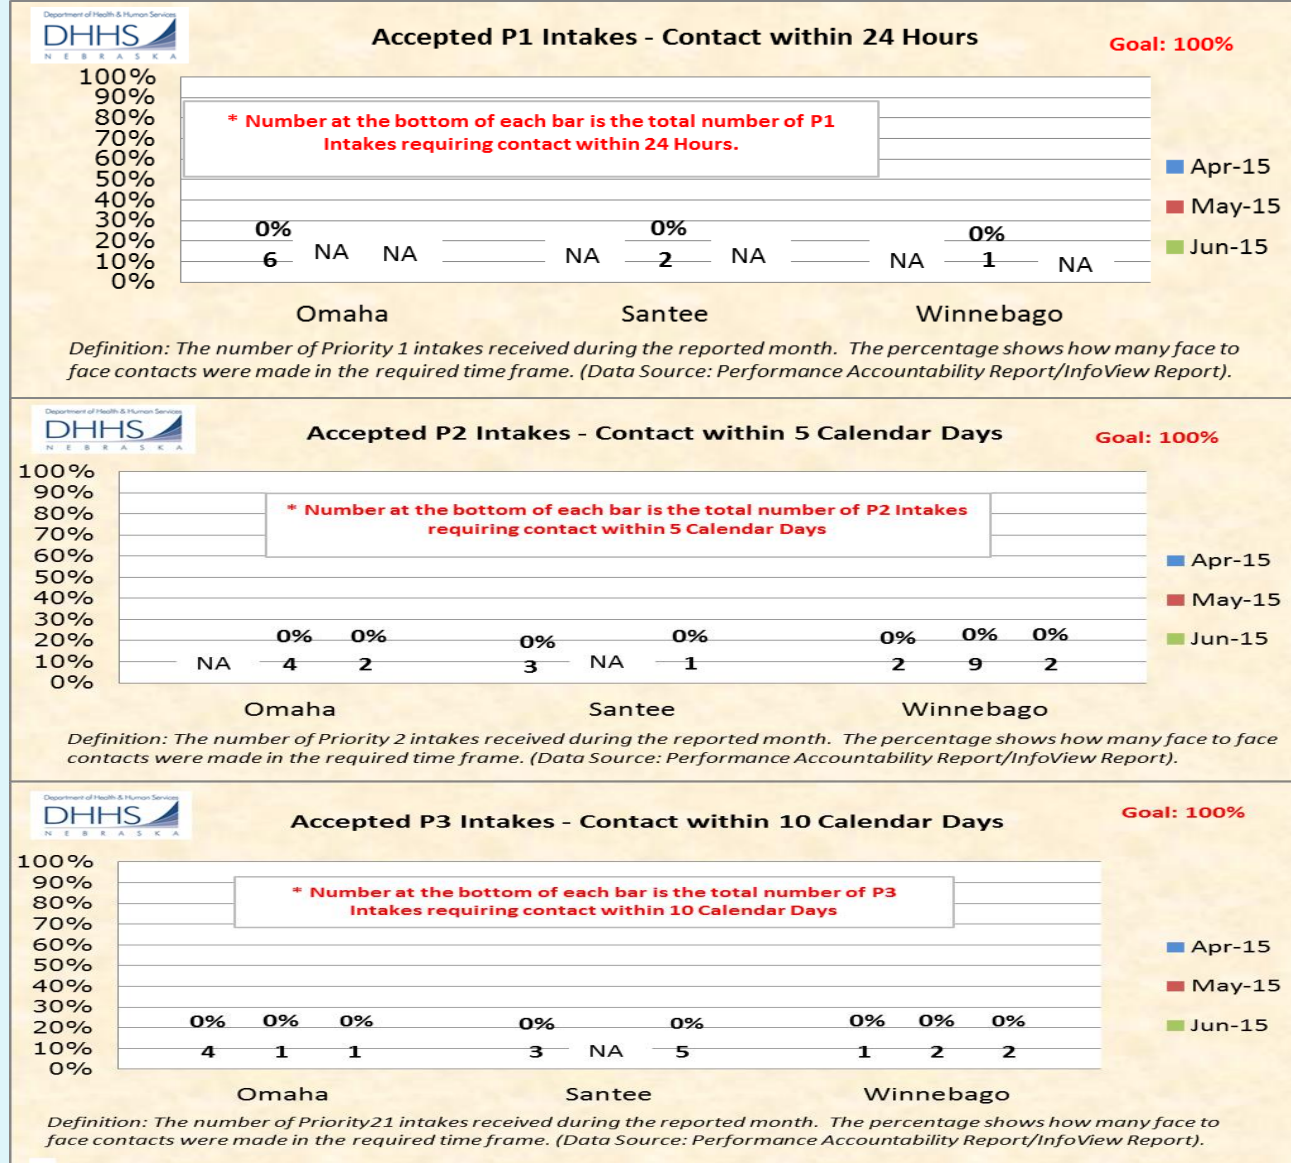 Department of Health & Human Services
DHHS
NEBRASKA
Accepted P1 Intakes - Contact within 24 Hours
Goal: 100%
100%
90%
80%
70%
60%
50%
40%
30%
20%
10%
0%
* Number at the bottom of each bar is the total number of P1
Intakes requiring contact within 24 Hours.
0% 0% 0%
6 NA NA NA 2 NA NA 1 NA
Omaha Santee Winnebago
Apr-15
May-15
Jun-15
Definition: The number of Priority 1 intakes received during the reported month. The percentage shows how many face to
face contacts were made in the required time frame. (Data Source: Performance Accountability Report/InfoView Report).
Department of Health & Human Services
DHHS
NEBRASKA
Accepted P2 Intakes - Contact within 5 Calendar Days
Goal: 100%
100%
90%
80%
70%
60%
50%
40%
30%
20%
10%
0%
* Number at the bottom of each bar is the total number of P2 Intakes
requiring contact within 5 Calendar Days
0% 0% 0% 0% 0% 0% 0%
NA 4 2 3 NA 1 2 9 2
Omaha Santee Winnebago
Apr-15
May-15
Jun-15
Definition: The number of Priority 2 intakes received during the reported month. The percentage shows how many face to face
contacts were made in the required time frame. (Data Source: Performance Accountability Report/InfoView Report).
Department of Health & Human Services
DHHS
NEBRASKA
Accepted P3 Intakes - Contact within 10 Calendar Days
Goal: 100%
100%
90%
80%
70%
60%
50%
40%
30%
20%
10%
0%
* Number at the bottom of each bar is the total number of P3
Intakes requiring contact within 10 Calendar Days
0% 0% 0% 0% 0% 0% 0% 0%
4 1 1 3 NA 5 1 2 2
Omaha Santee Winnebago
Apr-15
May-15
Jun-15
Definition: The number of Priority21 intakes received during the reported month. The percentage shows how many face to
face contacts were made in the required time frame. (Data Source: Performance Accountability Report/InfoView Report).